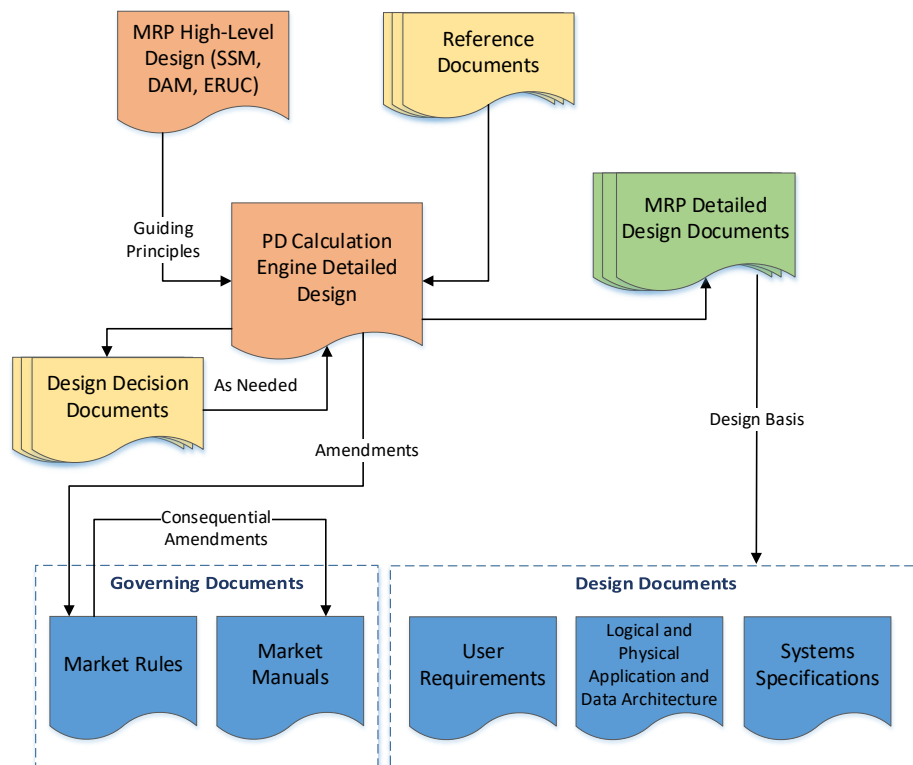 MRP High-Level
Design (SSM,
DAM, ERUC)
Reference
Documents
MRP Detailed
Design Documents
Guiding
Principles
PD Calculation
Engine Detailed
Design
Design Decision
Documents
As Needed
Amendments
Design Basis
Consequential
Amendments
Governing Documents
Design Documents
Market Rules
Market
Manuals
User
Requirements
Logical and
Physical
Application and
Data Architecture
Systems
Specifications